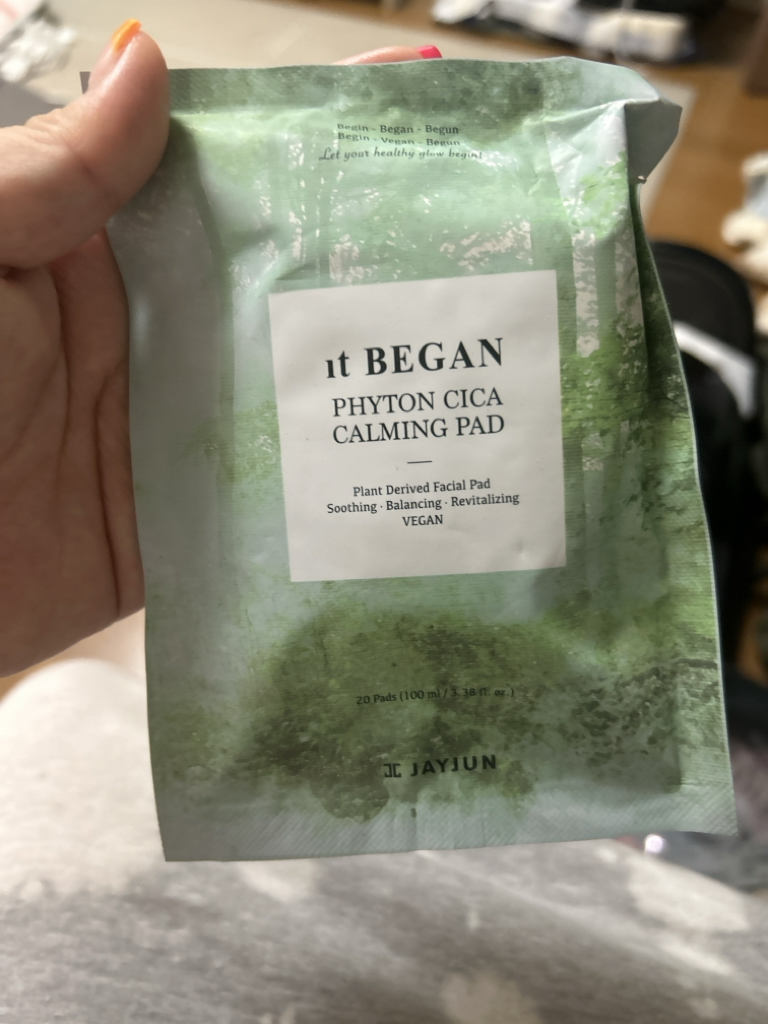 Begin - Began - Begun
Begin - Vegan - Begun
Let your healthy glow begin!
ıt BEGAN
PHYTON CICA
CALMING PAD
Plant Derived Facial Pad
Soothing · Balancing · Revitalizing
VEGAN
20 Pads (100 ml / 3.38 fl. oz.)
JAYJUN